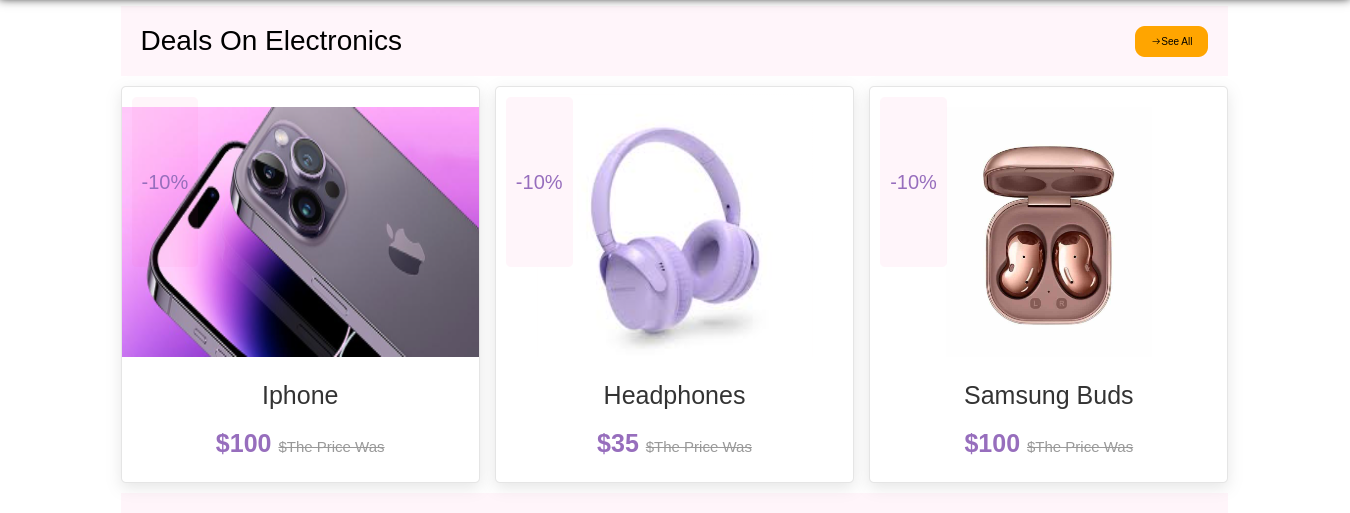 Deals On Electronics
→See All
-10%
-10%
-10%
L R
Iphone
Headphones
Samsung Buds
$100 $The Price Was
$35 $The Price Was
$100 $The Price Was